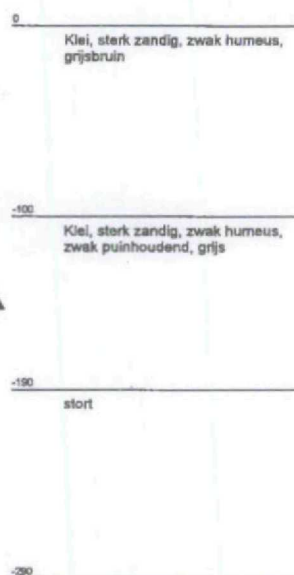 0
Klei, sterk zandig, zwak humeus,
grijsbruin
-100
Klei, sterk zandig, zwak humeus,
zwak puinhoudend, grijs
-190
stort
-290